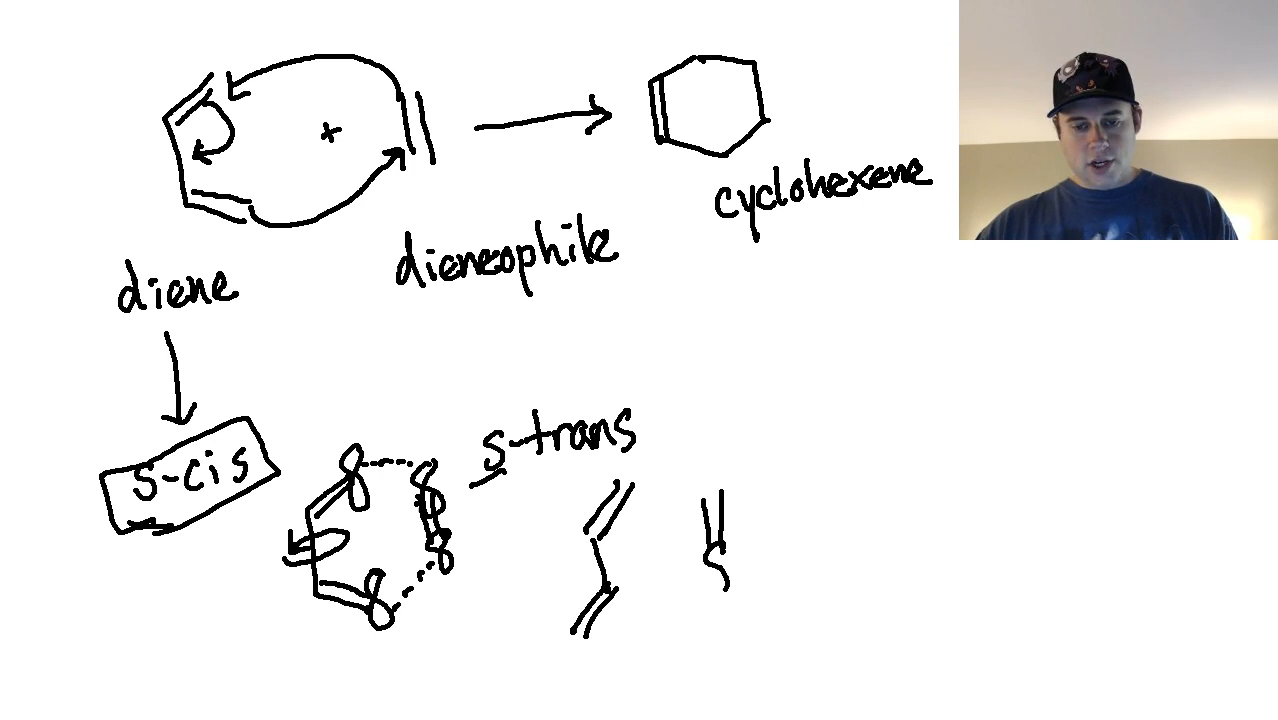 +
cyclohexene
dieneophile
diene
s-trans
s-cis